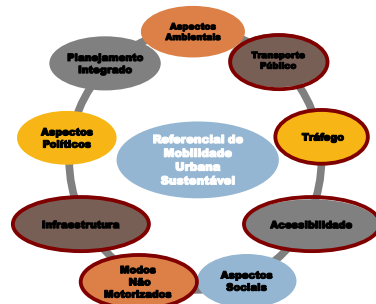 Aspectos
Ambientais
Planejamento
Integrado
Transporte
Público
Aspectos
Políticos
Referencial de
Mobilidade
Urbana
Sustentável
Tráfego
Infraestrutura
Acessibilidade
Modos
Não
Motorizados
Aspectos
Sociais